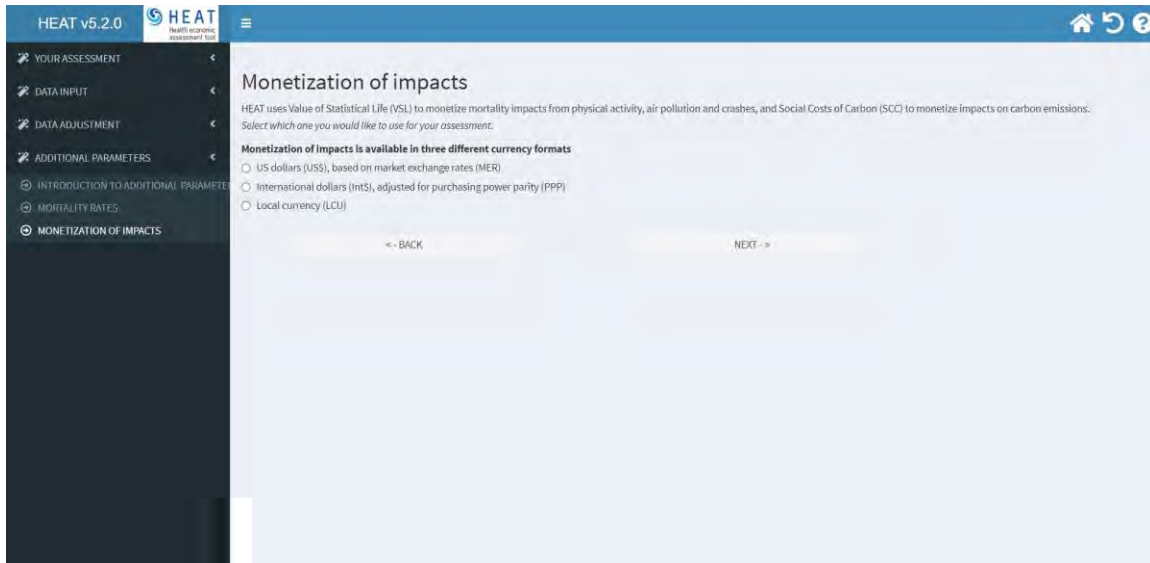 HEAT v5.2.0
HEAT
Health economic
assessment tool
YOUR ASSESSMENT
DATA INPUT
DATA ADJUSTMENT
ADDITIONAL PARAMETERS
INTRODUCTION TO ADDITIONAL PARAMETE
MORTALITY RATES
MONETIZATION OF IMPACTS
Monetization of impacts
HEAT uses Value of Statistical Life (VSL) to monetize mortality impacts from physical activity, air pollution and crashes, and Social Costs of Carbon (SCC) to monetize impacts on carbon emissions.
Select which one you would like to use for your assessment.
Monetization of impacts is available in three different currency formats
US dollars (US$), based on market exchange rates (MER)
International dollars (Int$), adjusted for purchasing power parity (PPP)
Local currency (LCU)
<- BACK
NEXT ->